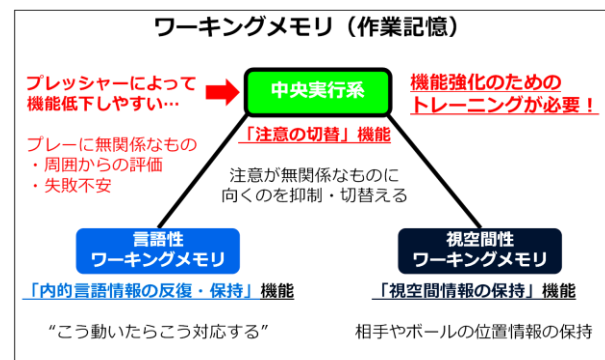 ワーキングメモリ（作業記憶）
プレッシャーによって
機能低下しやすい…
中央実行系
機能強化のための
トレーニングが必要！
「注意の切替」機能
プレーに無関係なもの
・周囲からの評価
・失敗不安
注意が無関係なものに
向くのを抑制・切替える
言語性
ワーキングメモリ
視空間性
ワーキングメモリ
「内的言語情報の反復・保持」機能
「視空間情報の保持」機能
“こう動いたらこう対応する”
相手やボールの位置情報の保持